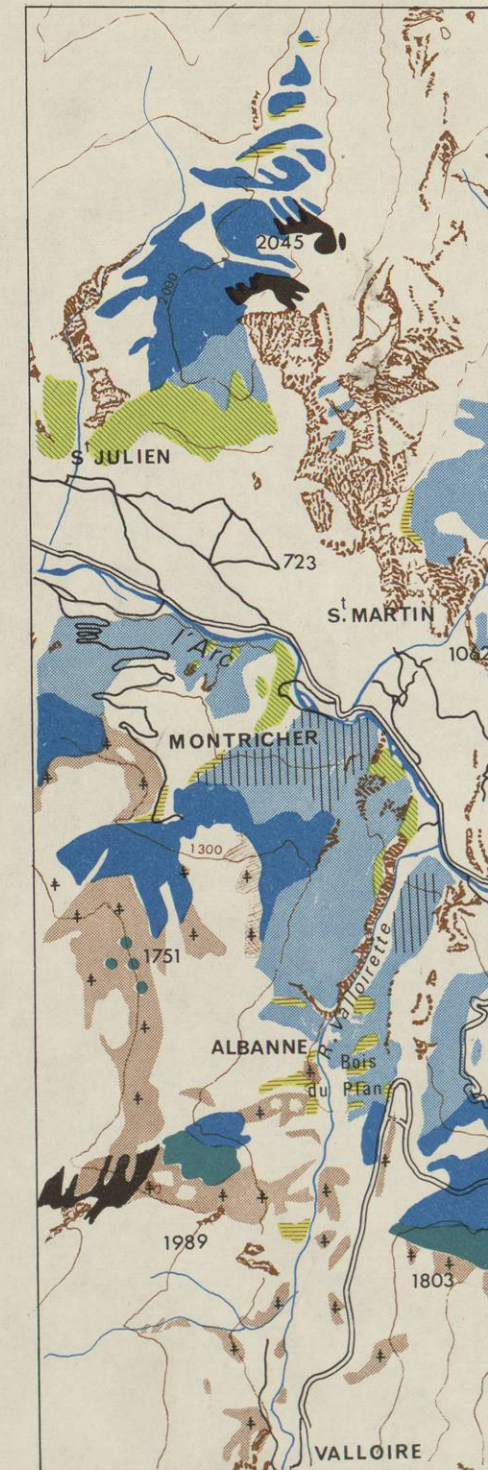 2045
2000
St JULIEN
723
St. MARTIN
l'Arc
1062
MONTRICHER
1300
1751
R. Valloirette
ALBANNE
Bois
du Plan
1989
1803
VALLOIRE